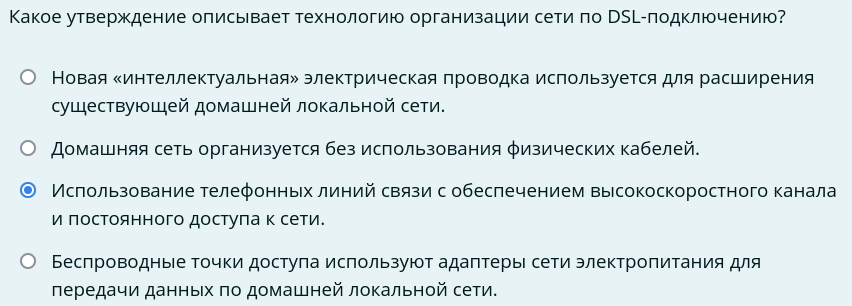 Какое утверждение описывает технологию организации сети по DSL-подключению?
Новая «интеллектуальная» электрическая проводка используется для расширения
существующей домашней локальной сети.
Домашняя сеть организуется без использования физических кабелей.
Использование телефонных линий связи с обеспечением высокоскоростного канала
и постоянного доступа к сети.
Беспроводные точки доступа используют адаптеры сети электропитания для
передачи данных по домашней локальной сети.